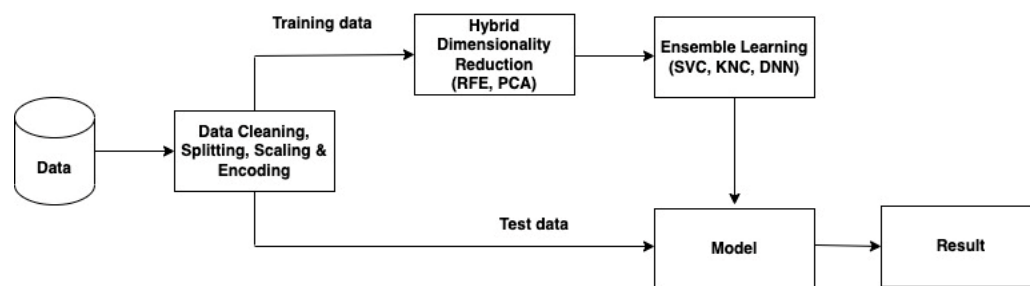 Training data
Hybrid
Dimensionality
Reduction
(RFE, PCA)
Ensemble Learning
(SVC, KNC, DNN)
Data
Data Cleaning,
Splitting, Scaling &
Encoding
Test data
Model
Result